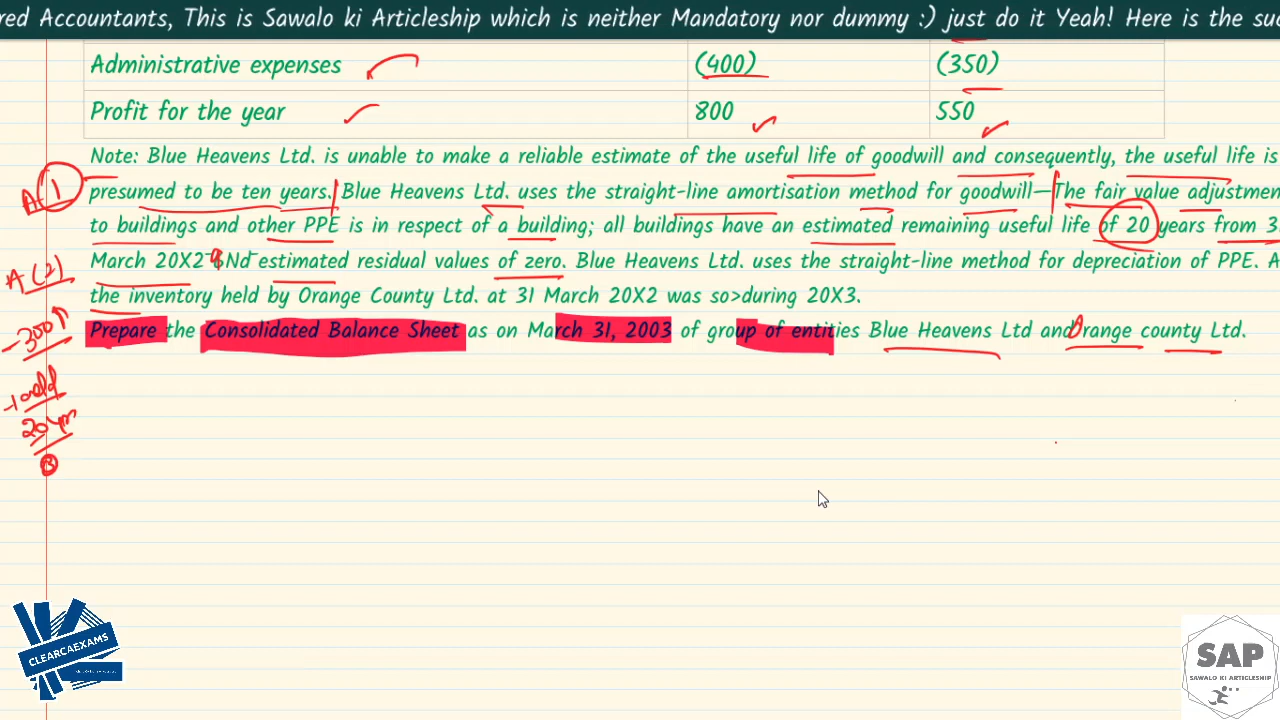 red Accountants, This is Sawalo ki Articleship which is neither Mandatory nor dummy :) just do it Yeah! Here is the su
Administrative expenses (400) (350)
Profit for the year 800 550
Note: Blue Heavens Ltd. is unable to make a reliable estimate of the useful life of goodwill and consequently, the useful life is
presumed to be ten years. Blue Heavens Ltd. uses the straight-line amortisation method for goodwill—The fair value adjustmen
to buildings and other PPE is in respect of a building; all buildings have an estimated remaining useful life of 20 years from 3
March 20X2 Nd estimated residual values of zero. Blue Heavens Ltd. uses the straight-line method for depreciation of PPE. A
the inventory held by Orange County Ltd. at 31 March 20X2 was so>during 20X3.
Prepare the Consolidated Balance Sheet as on March 31, 2003 of group of entities Blue Heavens Ltd and Orange county Ltd.
A 1
A (2)
-300
20 yr
CLEARCAEXAMS
SAP
SAWALO KI ARTICLESHIP